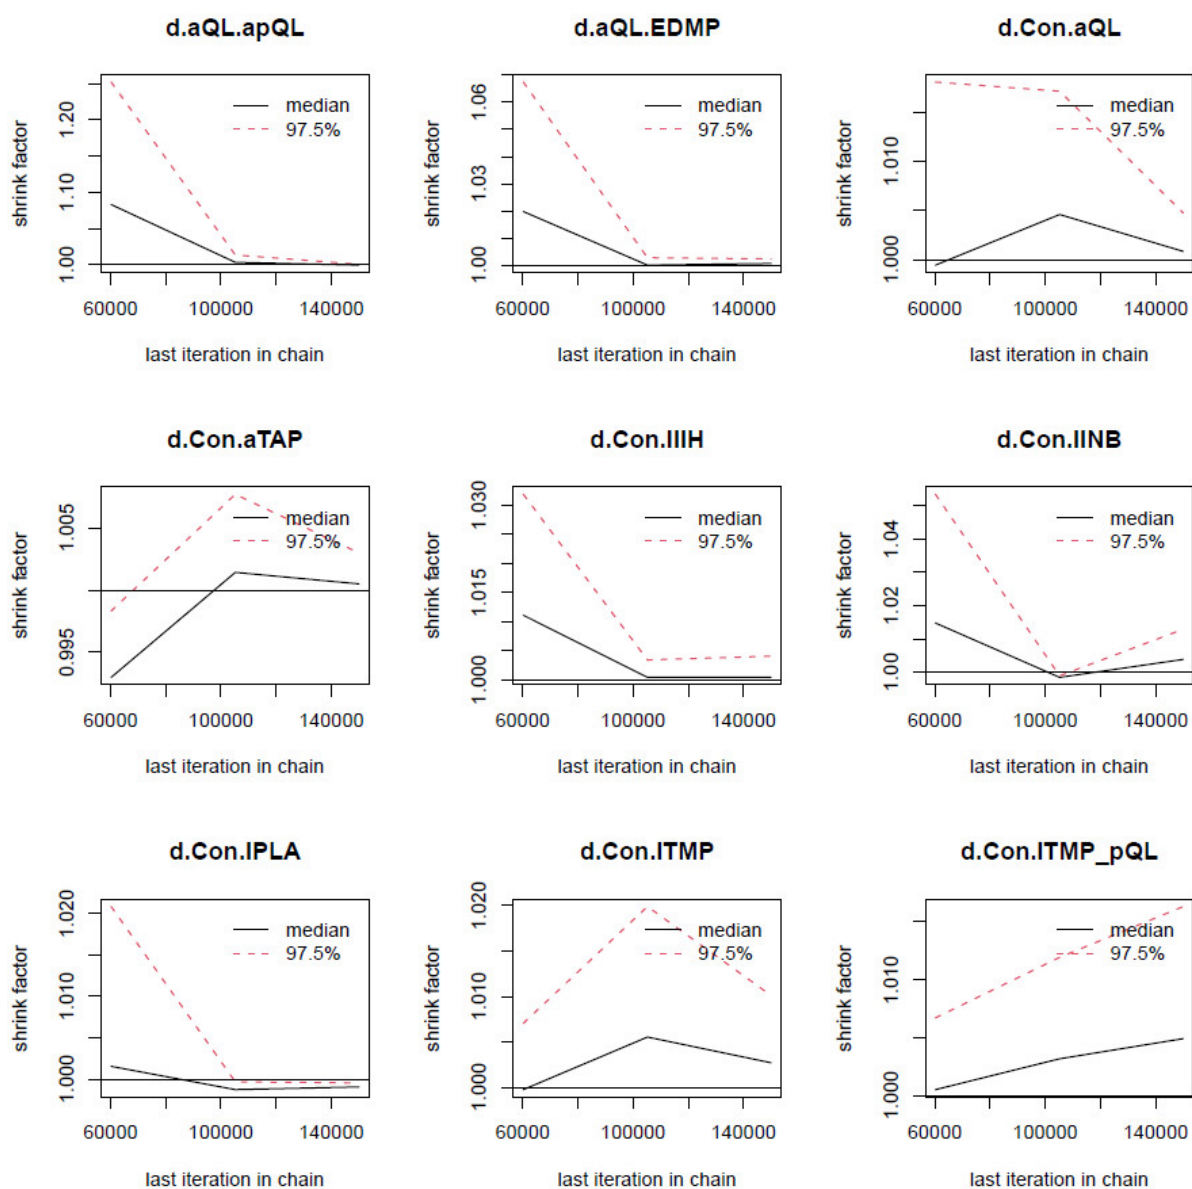 d.aQL.apQL
shrink factor
1.00 1.10 1.20
median
97.5%
60000 100000 140000
last iteration in chain
d.aQL.EDMP
shrink factor
1.00 1.03 1.06
median
97.5%
60000 100000 140000
last iteration in chain
d.Con.aQL
shrink factor
1.000 1.010
median
97.5%
60000 100000 140000
last iteration in chain
d.Con.aTAP
shrink factor
0.995 1.005
median
97.5%
60000 100000 140000
last iteration in chain
d.Con.IIIH
shrink factor
1.000 1.015 1.030
median
97.5%
60000 100000 140000
last iteration in chain
d.Con.IINB
shrink factor
1.00 1.02 1.04
median
97.5%
60000 100000 140000
last iteration in chain
d.Con.IPLA
shrink factor
1.000 1.010 1.020
median
97.5%
60000 100000 140000
last iteration in chain
d.Con.ITMP
shrink factor
1.000 1.010 1.020
median
97.5%
60000 100000 140000
last iteration in chain
d.Con.ITMP_pQL
shrink factor
1.000 1.010
median
97.5%
60000 100000 140000
last iteration in chain